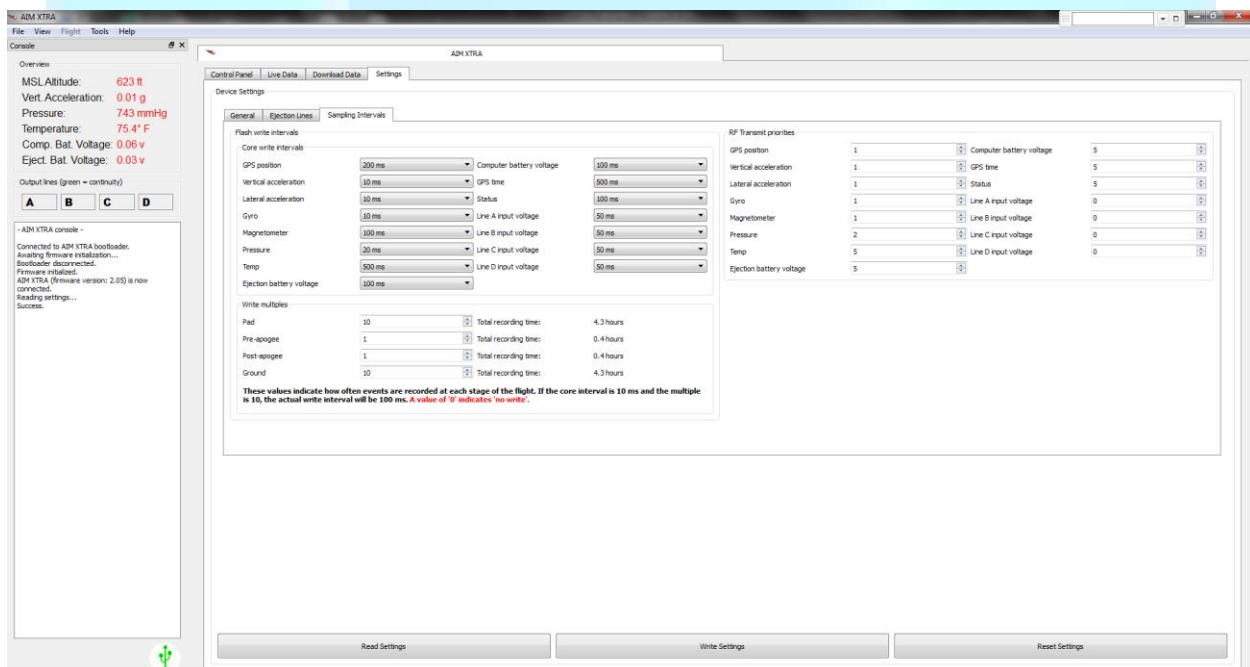 AIM XTRA
File View Flight Tools Help
Console
Overview
MSL Altitude: 623 ft
Vert. Acceleration: 0.01 g
Pressure: 743 mmHg
Temperature: 75.4° F
Comp. Bat. Voltage: 0.06 v
Eject. Bat. Voltage: 0.03 v
Output lines (green = continuity)
A B C D
- AIM XTRA console -
Connected to AIM XTRA bootloader.
Awaiting firmware initialization...
Bootloader disconnected.
Firmware initialized.
AIM XTRA (firmware version: 2.05) is now
connected.
Reading settings...
Success.
AIM XTRA
Control Panel Live Data Download Data Settings
Device Settings
General Ejection Lines Sampling Intervals
Flash write intervals
Core write intervals
GPS position 200 ms Computer battery voltage 100 ms
Vertical acceleration 10 ms GPS time 500 ms
Lateral acceleration 10 ms Status 100 ms
Gyro 10 ms Line A input voltage 50 ms
Magnetometer 100 ms Line B input voltage 50 ms
Pressure 20 ms Line C input voltage 50 ms
Temp 500 ms Line D input voltage 50 ms
Ejection battery voltage 100 ms
Write multiples
Pad 10 Total recording time: 4.3 hours
Pre-apogee 1 Total recording time: 0.4 hours
Post-apogee 1 Total recording time: 0.4 hours
Ground 10 Total recording time: 4.3 hours
These values indicate how often events are recorded at each stage of the flight. If the core interval is 10 ms and the multiple
is 10, the actual write interval will be 100 ms. A value of '0' indicates 'no write'.
RF Transmit priorities
GPS position 1 Computer battery voltage 5
Vertical acceleration 1 GPS time 5
Lateral acceleration 1 Status 5
Gyro 1 Line A input voltage 0
Magnetometer 1 Line B input voltage 0
Pressure 2 Line C input voltage 0
Temp 5 Line D input voltage 0
Ejection battery voltage 5
Read Settings Write Settings Reset Settings